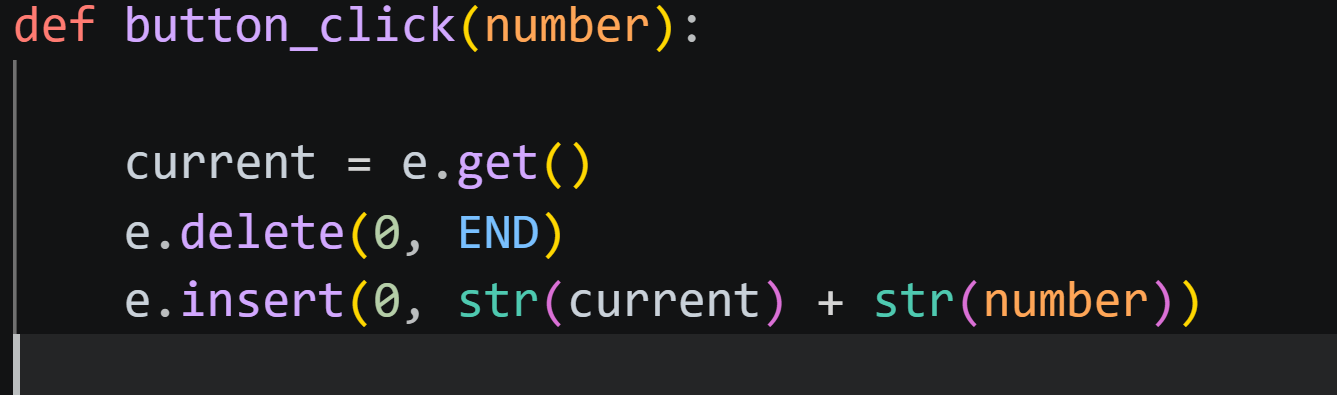 def button_click(number):
    current = e.get()
    e.delete(0, END)
    e.insert(0, str(current) + str(number))